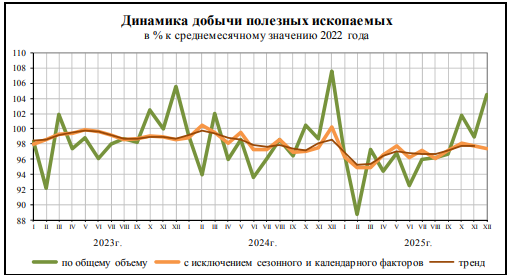 Динамика добычи полезных ископаемых
в % к среднемесячному значению 2022 года
110
108
106
104
102
100
98
96
94
92
90
88
I II III IV V VI VII VIII IX X XI XII I II III IV V VI VII VIII IX X XI XII I II III IV V VI VII VIII IX X XI XII
2023г. 2024г. 2025г.
по общему объему с исключением сезонного и календарного факторов тренд